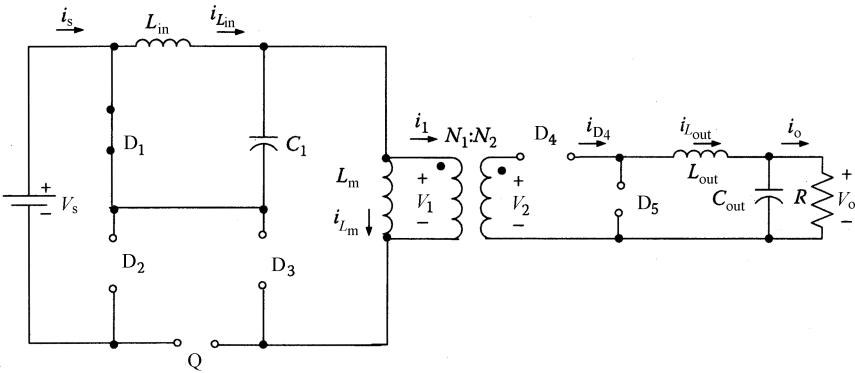 i_s
L_in
i_Lin
D_1
C_1
+
V_s
−
D_2
D_3
Q
L_m
i_Lm
i_1
N_1:N_2
+
V_1
−
+
V_2
−
D_4
i_D4
D_5
i_Lout
L_out
i_o
C_out
R
+
V_o
−